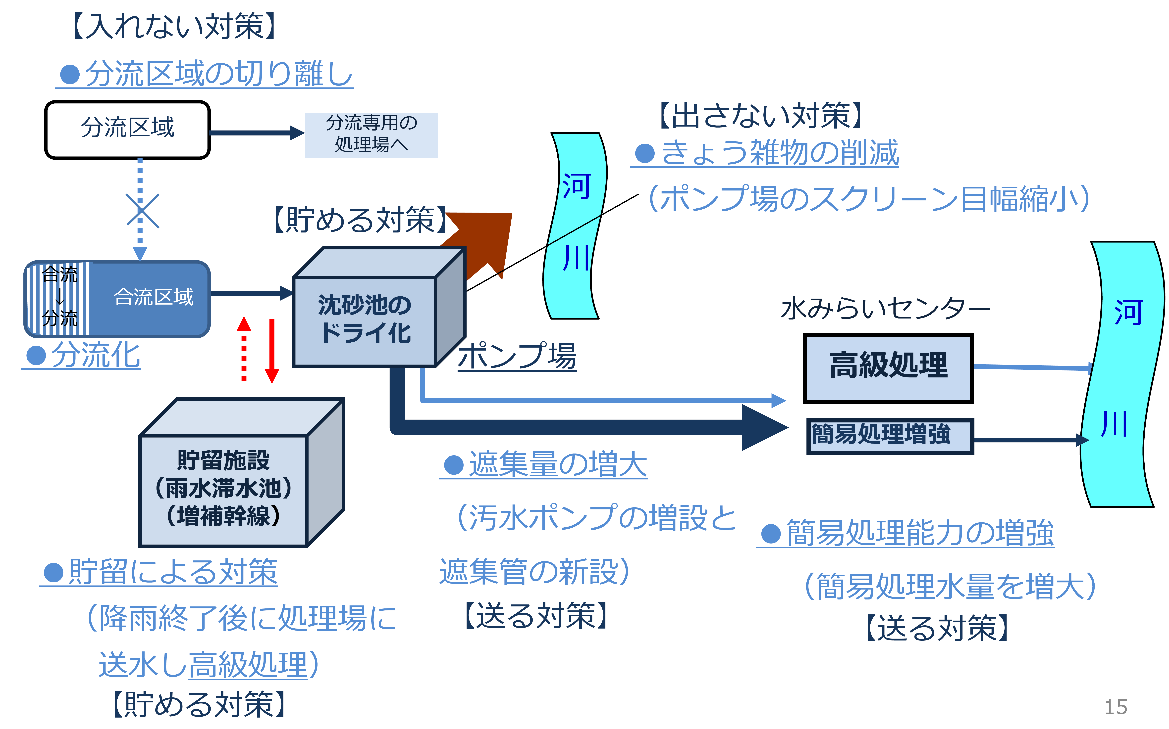 【入れない対策】
●分流区域の切り離し
分流区域
分流専用の
処理場へ
合流
↓
分流
合流区域
●分流化
【貯める対策】
沈砂池の
ドライ化
ポンプ場
河
川
【出さない対策】
●きょう雑物の削減
（ポンプ場のスクリーン目幅縮小）
水みらいセンター
高級処理
簡易処理増強
河
川
貯留施設
（雨水滞水池）
（増補幹線）
●貯留による対策
（降雨終了後に処理場に
送水し高級処理）
【貯める対策】
●遮集量の増大
（汚水ポンプの増設と
遮集管の新設）
【送る対策】
●簡易処理能力の増強
（簡易処理水量を増大）
【送る対策】
15